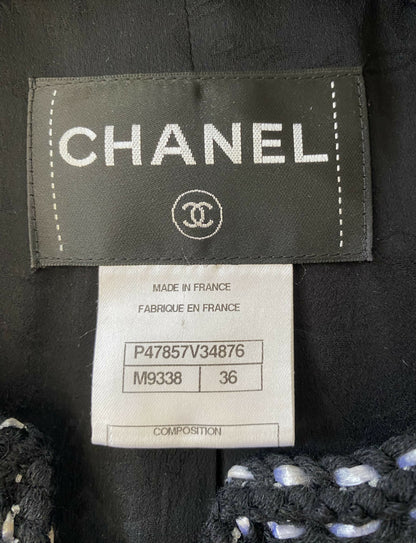 CHANEL
MADE IN FRANCE
FABRIQUE EN FRANCE
P47857V34876
M9338 36
COMPOSITION